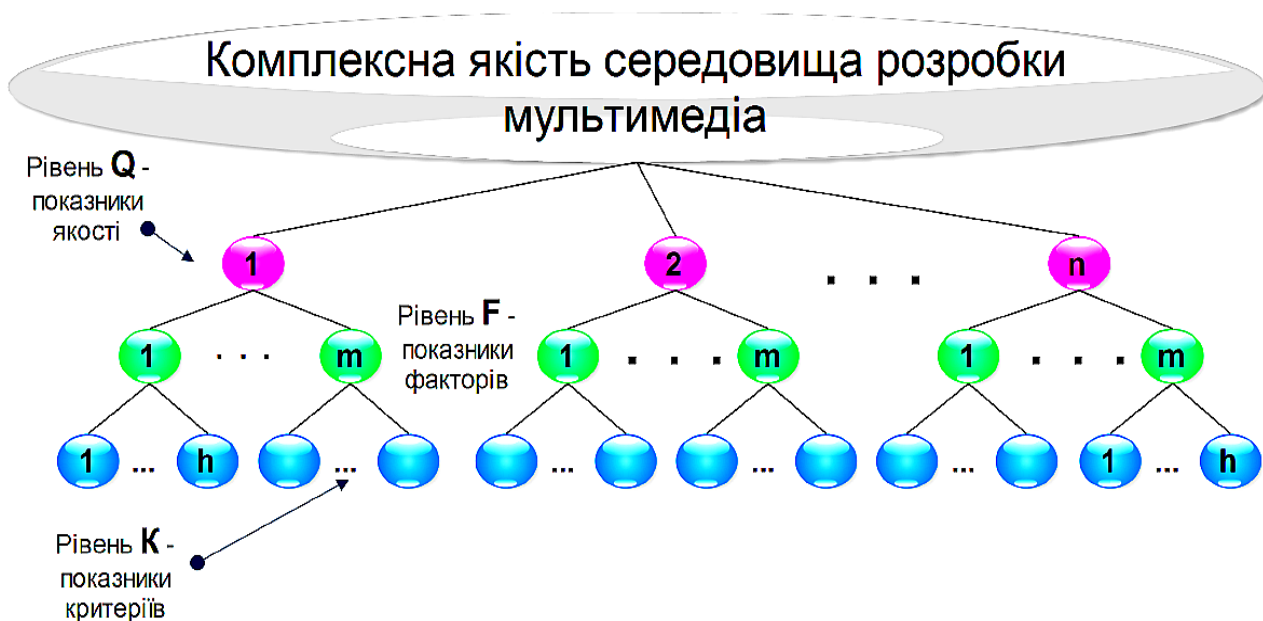 Комплексна якість середовища розробки
мультимедіа
Рівень Q -
показники
якості
1
2
. . .
n
Рівень F -
показники
факторів
1
. . .
m
1
. . .
m
1
. . .
m
1
...
h
...
...
...
...
1
...
h
Рівень К -
показники
критеріїв